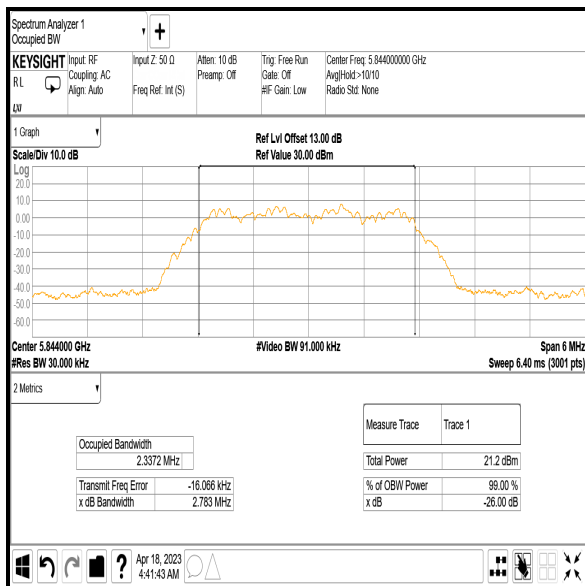 Spectrum Analyzer 1
Occupied BW
KEYSIGHT
RL
LXI
Input: RF
Coupling: AC
Align: Auto
Input Z: 50 Ω
Freq Ref: Int (S)
Atten: 10 dB
Preamp: Off
Trig: Free Run
Gate: Off
#IF Gain: Low
Center Freq: 5.844000000 GHz
Avg|Hold:>10/10
Radio Std: None
1 Graph
Scale/Div 10.0 dB
Ref Lvl Offset 13.00 dB
Ref Value 30.00 dBm
Log
20.0
10.0
0.00
-10.0
-20.0
-30.0
-40.0
-50.0
-60.0
Center 5.844000 GHz
#Res BW 30.000 kHz
#Video BW 91.000 kHz
Span 6 MHz
Sweep 6.40 ms (3001 pts)
2 Metrics
Occupied Bandwidth
2.3372 MHz
Transmit Freq Error -16.066 kHz
x dB Bandwidth 2.783 MHz
Measure Trace Trace 1
Total Power 21.2 dBm
% of OBW Power 99.00 %
x dB -26.00 dB
Apr 18, 2023
4:41:43 AM